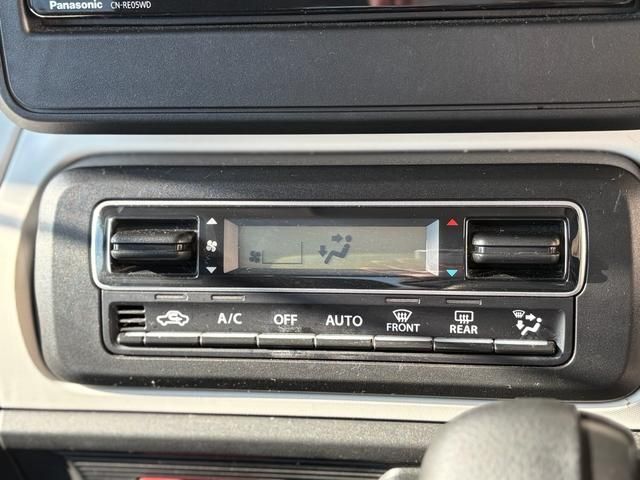 Panasonic CN-RE05WD
A/C OFF AUTO FRONT REAR